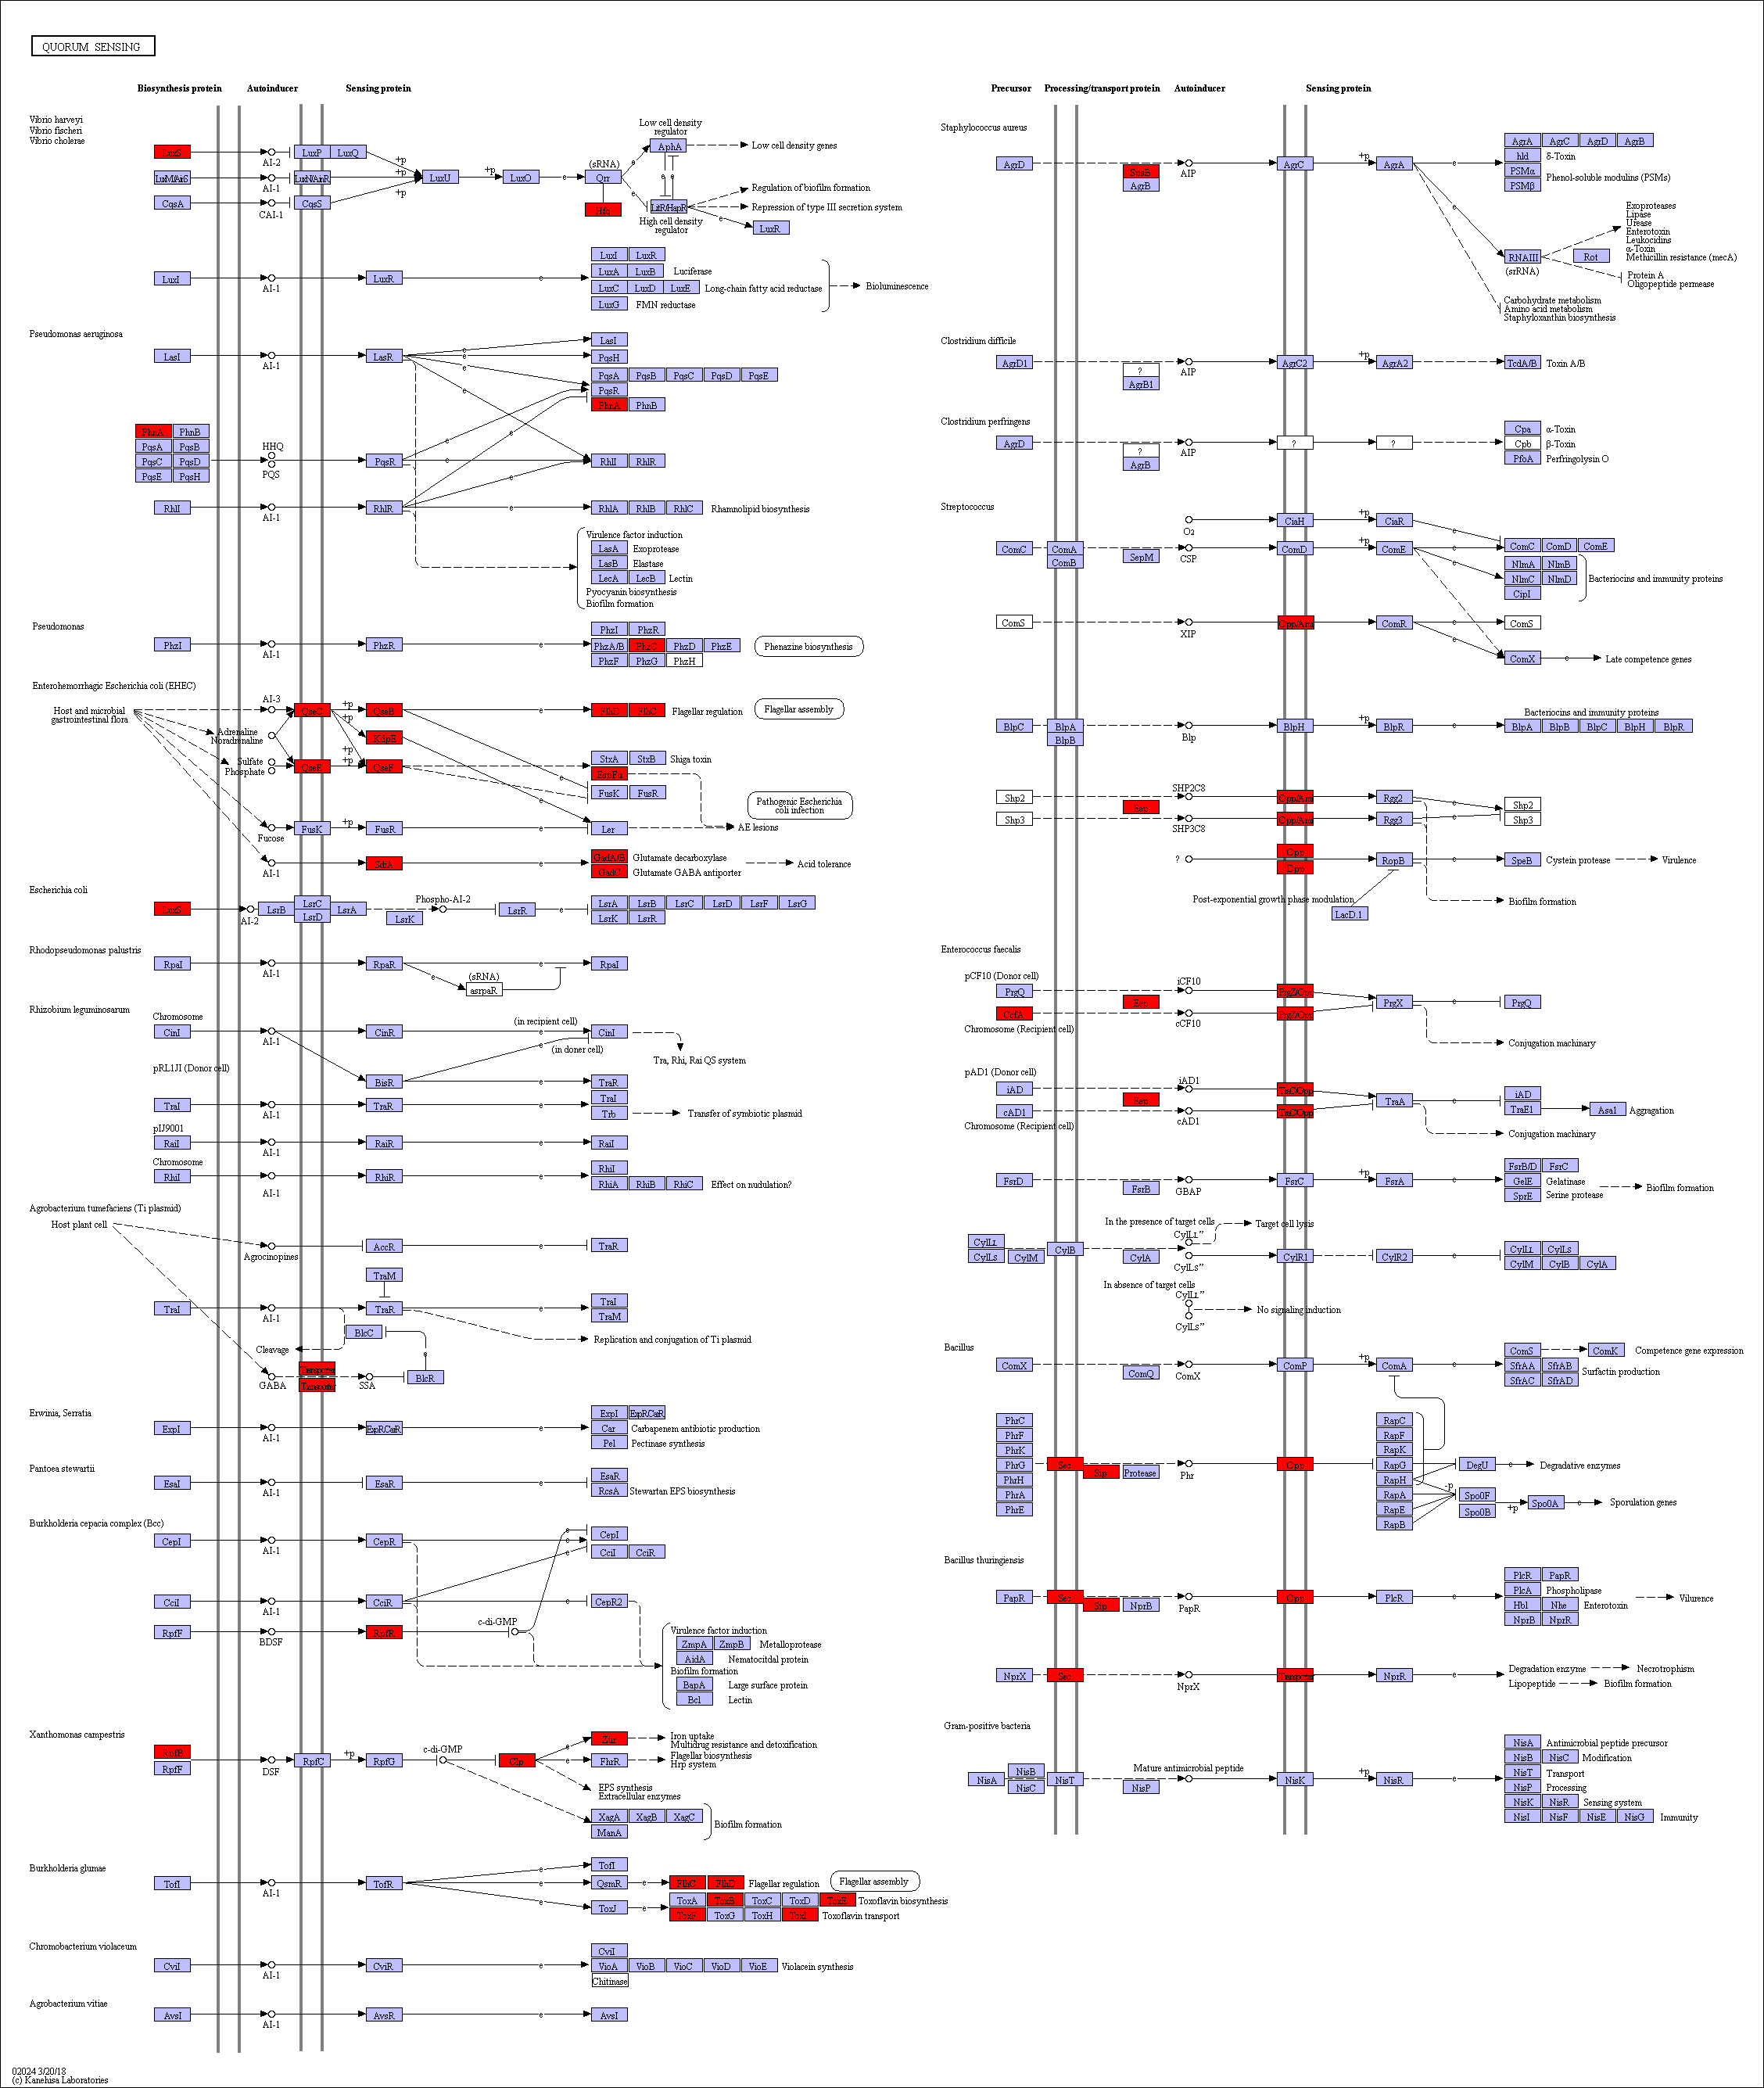 QUORUM SENSING
Biosynthesis protein
Autoinducer
Sensing protein
Vibrio harveyi
Vibrio fischeri
Vibrio cholerae
LuxS
AI-2
LuxP
LuxQ
+p
LuxM/AinS
AI-1
LuxN/AinR
+p
LuxU
+p
LuxO
e
(sRNA)
Qrr
Hfq
CqsA
CAI-1
CqsS
+p
Low cell density
regulator
AphA
Low cell density genes
e
e
e
e
LitR/HapR
High cell density
regulator
Regulation of biofilm formation
Repression of type III secretion system
e
LuxR
LuxI
AI-1
LuxR
e
LuxI
LuxR
LuxA
LuxB
Luciferase
LuxC
LuxD
LuxE
Long-chain fatty acid reductase
LuxG
FMN reductase
Bioluminescence
Pseudomonas aeruginosa
LasI
AI-1
LasR
e
e
e
e
LasI
PqsH
PqsA
PqsB
PqsC
PqsD
PqsE
PqsR
PhnA
PhnB
PhnA
PhnB
PqsA
PqsB
PqsC
PqsD
PqsE
PqsH
HHQ
PQS
PqsR
e
e
e
e
RhlI
RhlR
RhlI
AI-1
RhlR
e
RhlA
RhlB
RhlC
Rhamnolipid biosynthesis
Virulence factor induction
LasA
Exoprotease
LasB
Elastase
LecA
LecB
Lectin
Pyocyanin biosynthesis
Biofilm formation
Pseudomonas
PhzI
AI-1
PhzR
e
PhzI
PhzR
PhzA/B
PhzC
PhzD
PhzE
PhzF
PhzG
PhzH
Phenazine biosynthesis
Enterohemorrhagic Escherichia coli (EHEC)
Host and microbial
gastrointestinal flora
AI-3
Adrenaline
Noradrenaline
Sulfate
Phosphate
QseC
+p
+p
+p
+p
QseB
KdpE
QseE
QseF
e
e
e
FlhD
FlhC
Flagellar regulation
Flagellar assembly
StxA
StxB
Shiga toxin
EspFu
FusK
FusR
Pathogenic Escherichia
coli infection
Fucose
FusK
+p
FusR
e
Ler
AE lesions
AI-1
SdiA
e
GadA/B
Glutamate decarboxylase
GadC
Glutamate GABA antiporter
Acid tolerance
Escherichia coli
LuxS
AI-2
LsrB
LsrC
LsrD
LsrA
LsrK
Phospho-AI-2
LsrR
e
LsrA
LsrB
LsrC
LsrD
LsrF
LsrG
LsrK
LsrR
Rhodopseudomonas palustris
RpaI
AI-1
RpaR
e
e
(sRNA)
asrpaR
RpaI
Rhizobium leguminosarum
Chromosome
CinI
AI-1
CinR
e
e
(in recipient cell)
(in doner cell)
CinI
Tra, Rhi, Rai QS system
pRL1JI (Donor cell)
BisR
e
TraR
TraI
AI-1
TraR
e
TraI
Trb
Transfer of symbiotic plasmid
pIJ9001
RaiI
AI-1
RaiR
e
RaiI
Chromosome
RhiI
AI-1
RhiR
e
RhiI
RhiA
RhiB
RhiC
Effect on nudulation?
Agrobacterium tumefaciens (Ti plasmid)
Host plant cell
Agrocinopines
AccR
e
TraR
TraM
TraI
AI-1
TraR
e
TraI
TraM
BlcC
Cleavage
Replication and conjugation of Ti plasmid
e
GABA
Transporter
Transporter
SSA
BlcR
Erwinia, Serratia
ExpI
AI-1
ExpR/CarR
e
ExpI
ExpR/CarR
Car
Carbapenem antibiotic production
Pel
Pectinase synthesis
Pantoea stewartii
EsaI
AI-1
EsaR
e
EsaR
RcsA
Stewartan EPS biosynthesis
Burkholderia cepacia complex (Bcc)
CepI
AI-1
CepR
e
e
e
CepI
CciI
CciR
CciI
AI-1
CciR
e
CepR2
RpfF
BDSF
RpfR
c-di-GMP
Virulence factor induction
ZmpA
ZmpB
Metalloprotease
AidA
Nematocitdal protein
Biofilm formation
BapA
Large surface protein
Bcl
Lectin
Xanthomonas campestris
RpfB
RpfF
DSF
RpfC
+p
RpfG
c-di-GMP
Clp
e
e
Zur
Iron uptake
Multidrug resistance and detoxification
FhrR
Flagellar biosynthesis
Hrp system
EPS synthesis
Extracellular enzymes
XagA
XagB
XagC
ManA
Biofilm formation
Burkholderia glumae
TofI
AI-1
TofR
e
e
e
TofI
QsmR
e
FlhC
FlhD
Flagellar regulation
Flagellar assembly
ToxJ
e
ToxA
ToxB
ToxC
ToxD
ToxE
Toxoflavin biosynthesis
ToxF
ToxG
ToxH
ToxI
Toxoflavin transport
Chromobacterium violaceum
CviI
AI-1
CviR
e
CviI
VioA
VioB
VioC
VioD
VioE
Violacein synthesis
Chitinase
Agrobacterium vitiae
AvsI
AI-1
AvsR
e
AvsI
02024 3/20/18
(c) Kanehisa Laboratories
Precursor
Processing/transport protein
Autoinducer
Sensing protein
Staphylococcus aureus
AgrD
SpsB
AgrB
AIP
AgrC
+p
AgrA
e
e
AgrA
AgrC
AgrD
AgrB
hld
δ-Toxin
PSMα
PSMβ
Phenol-soluble modulins (PSMs)
RNAIII
(srRNA)
Rot
Exoproteases
Lipase
Urease
Enterotoxin
Leukocidins
α-Toxin
Methicillin resistance (mecA)
Protein A
Oligopeptide permease
Carbohydrate metabolism
Amino acid metabolism
Staphyloxanthin biosynthesis
Clostridium difficile
AgrD1
?
AgrB1
AIP
AgrC2
+p
AgrA2
TcdA/B
Toxin A/B
Clostridium perfringens
AgrD
?
AgrB
AIP
?
?
Cpa
α-Toxin
Cpb
β-Toxin
PfoA
Perfringolysin O
Streptococcus
O2
CiaH
+p
CiaR
e
ComC
ComA
ComB
SepM
CSP
ComD
+p
ComE
e
e
ComC
ComD
ComE
NlmA
NlmB
NlmC
NlmD
CipI
Bacteriocins and immunity proteins
ComS
XIP
Opp/Ami
ComR
e
e
ComS
ComX
e
Late competence genes
BlpC
BlpA
BlpB
Blp
BlpH
+p
BlpR
e
Bacteriocins and immunity proteins
BlpA
BlpB
BlpC
BlpH
BlpR
Shp2
Shp3
Eep
SHP2C8
SHP3C8
Opp/Ami
Opp/Ami
Rgg2
Rgg3
e
e
Shp2
Shp3
?
Opp
Dpp
RopB
e
SpeB
Cystein protease
Virulence
Post-exponential growth phase modulation
LacD.1
Biofilm formation
Enterococcus faecalis
pCF10 (Donor cell)
PrgQ
CcfA
Chromosome (Recipient cell)
Eep
iCF10
cCF10
PrgZ/Opp
PrgZ/Opp
PrgX
e
PrgQ
Conjugation machinary
pAD1 (Donor cell)
iAD
cAD1
Chromosome (Recipient cell)
Eep
iAD1
cAD1
TraC/Opp
TraC/Opp
TraA
e
iAD
TraE1
Asa1
Aggragation
Conjugation machinary
FsrD
FsrB
GBAP
FsrC
+p
FsrA
e
FsrB/D
FsrC
GelE
Gelatinase
SprE
Serine protease
Biofilm formation
In the presence of target cells
Target cell lysis
CylLL
CylLS
CylM
CylB
CylA
CylLL''
CylLS''
CylR1
CylR2
e
CylLL
CylLS
CylM
CylB
CylA
In absence of target cells
CylLL''
CylLS''
No signaling induction
Bacillus
ComX
ComQ
ComX
ComP
+p
ComA
e
ComS
ComK
Competence gene expression
SfrAA
SfrAB
SfrAC
SfrAD
Surfactin production
PhrC
PhrF
PhrK
PhrG
PhrH
PhrA
PhrE
Sec
Sip
Protease
Phr
Opp
RapC
RapF
RapK
RapG
RapH
RapA
RapE
RapB
DegU
e
Degradative enzymes
-p
Spo0F
Spo0B
+p
Spo0A
e
Sporulation genes
Bacillus thuringiensis
PapR
Sec
Sip
NprB
PapR
Opp
PlcR
e
PlcR
PapR
PlcA
Phospholipase
Hbl
Nhe
Enterotoxin
NprB
NprR
Vilurence
NprX
Sec
NprX
Transporter
NprR
e
Degradation enzyme
Necrotrophism
Lipopeptide
Biofilm formation
Gram-positive bacteria
NisA
NisB
NisC
NisT
NisP
Mature antimicrobial peptide
NisK
+p
NisR
e
NisA
Antimicrobial peptide precursor
NisB
NisC
Modification
NisT
Transport
NisP
Processing
NisK
NisR
Sensing system
NisI
NisF
NisE
NisG
Immunity